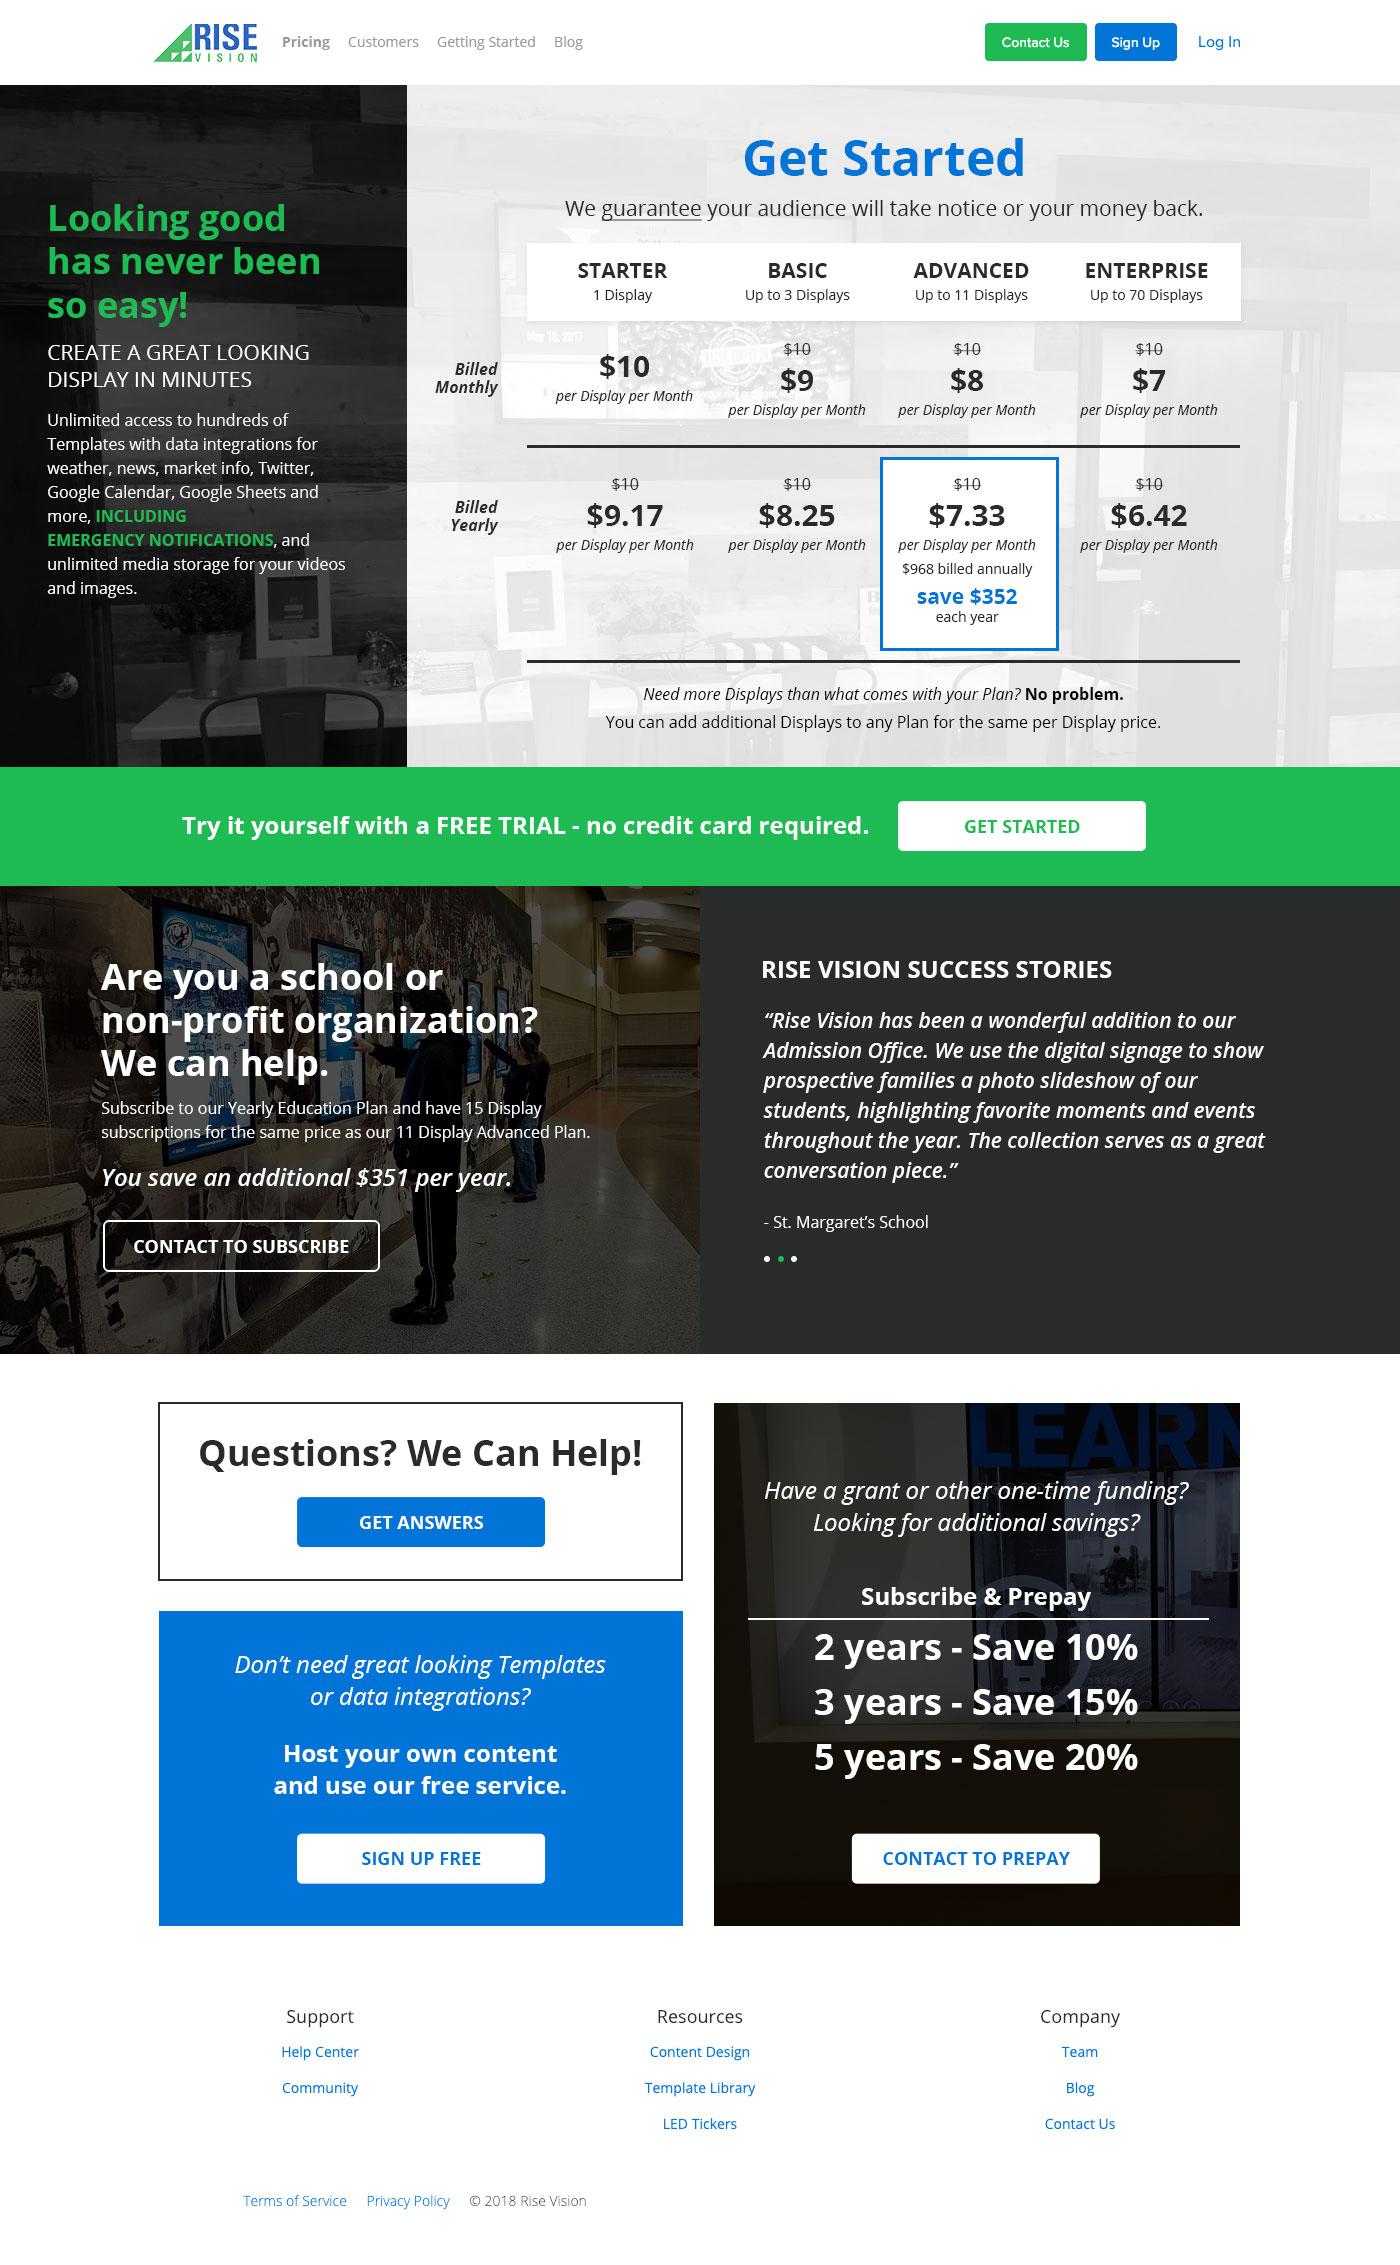 RISE
VISION
Pricing
Customers
Getting Started
Blog
Contact Us
Sign Up
Log In
Looking good
has never been
so easy!
CREATE A GREAT LOOKING
DISPLAY IN MINUTES
Unlimited access to hundreds of
Templates with data integrations for
weather, news, market info, Twitter,
Google Calendar, Google Sheets and
more, INCLUDING
EMERGENCY NOTIFICATIONS, and
unlimited media storage for your videos
and images.
Get Started
We guarantee your audience will take notice or your money back.
STARTER
1 Display
BASIC
Up to 3 Displays
ADVANCED
Up to 11 Displays
ENTERPRISE
Up to 70 Displays
May 18, 2017
Billed
Monthly
$10
per Display per Month
$10
$9
per Display per Month
$10
$8
per Display per Month
$10
$7
per Display per Month
Billed
Yearly
$10
$9.17
per Display per Month
$10
$8.25
per Display per Month
$10
$7.33
per Display per Month
$968 billed annually
save $352
each year
$10
$6.42
per Display per Month
Need more Displays than what comes with your Plan? No problem.
You can add additional Displays to any Plan for the same per Display price.
Try it yourself with a FREE TRIAL - no credit card required.
GET STARTED
MEN'S
Are you a school or
non-profit organization?
We can help.
Subscribe to our Yearly Education Plan and have 15 Display
subscriptions for the same price as our 11 Display Advanced Plan.
You save an additional $351 per year.
CONTACT TO SUBSCRIBE
RISE VISION SUCCESS STORIES
“Rise Vision has been a wonderful addition to our
Admission Office. We use the digital signage to show
prospective families a photo slideshow of our
students, highlighting favorite moments and events
throughout the year. The collection serves as a great
conversation piece.”
- St. Margaret’s School
Questions? We Can Help!
GET ANSWERS
Don’t need great looking Templates
or data integrations?
Host your own content
and use our free service.
SIGN UP FREE
LEARN
Have a grant or other one-time funding?
Looking for additional savings?
Subscribe & Prepay
2 years - Save 10%
3 years - Save 15%
5 years - Save 20%
CONTACT TO PREPAY
Support
Help Center
Community
Resources
Content Design
Template Library
LED Tickers
Company
Team
Blog
Contact Us
Terms of Service
Privacy Policy
© 2018 Rise Vision